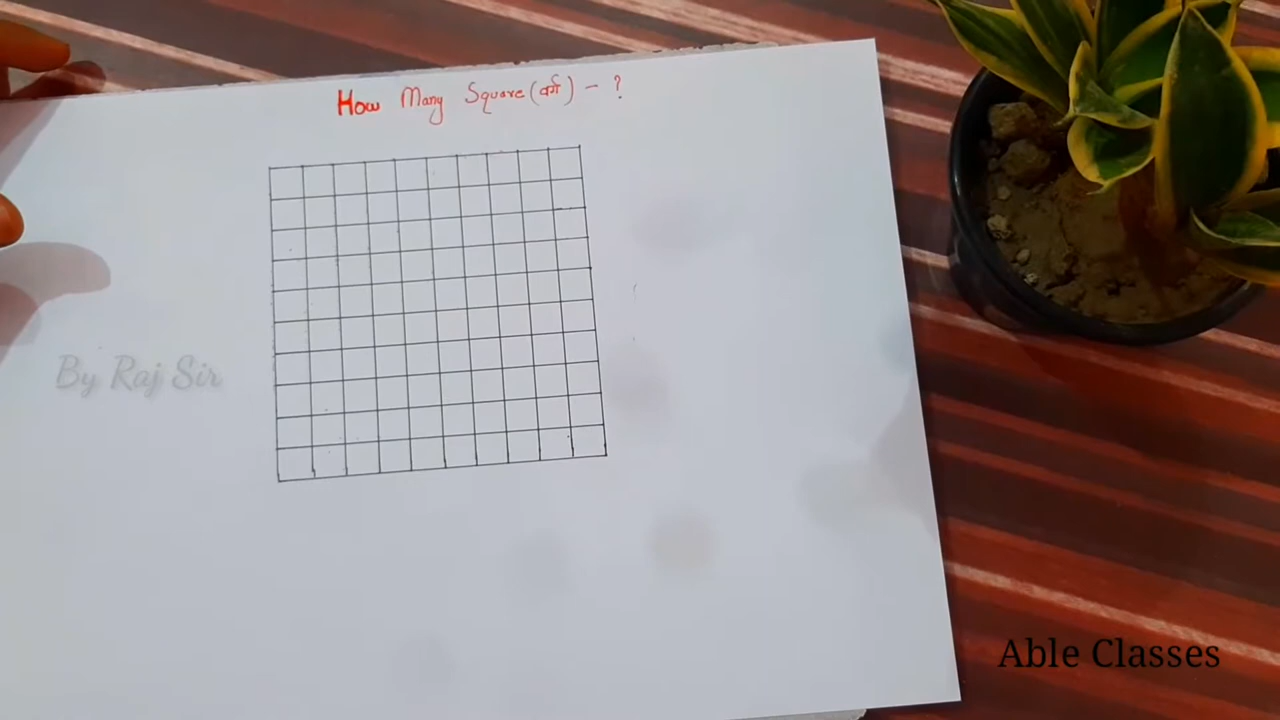 How Many Square (वर्ग) - ?
By Raj Sir
Able Classes